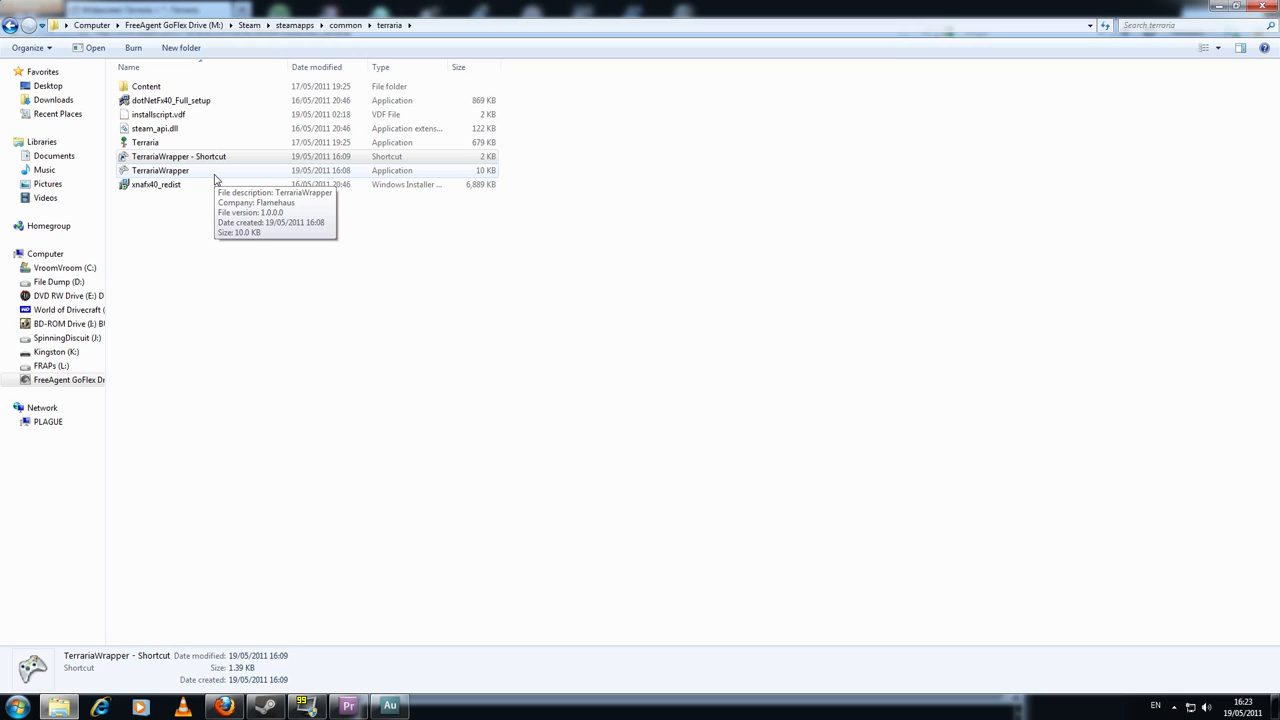 Computer ▸ FreeAgent GoFlex Drive (M:) ▸ Steam ▸ steamapps ▸ common ▸ terraria ▸
Search terraria
Organize Open Burn New folder
Name Date modified Type Size
Content 17/05/2011 19:25 File folder
dotNetFx40_Full_setup 16/05/2011 20:46 Application 869 KB
installscript.vdf 19/05/2011 02:18 VDF File 2 KB
steam_api.dll 16/05/2011 20:46 Application extens... 122 KB
Terraria 17/05/2011 19:25 Application 679 KB
TerrariaWrapper - Shortcut 19/05/2011 16:09 Shortcut 2 KB
TerrariaWrapper 19/05/2011 16:08 Application 10 KB
xnafx40_redist 16/05/2011 20:46 Windows Installer ... 6,889 KB
File description: TerrariaWrapper
Company: Flamehaus
File version: 1.0.0.0
Date created: 19/05/2011 16:08
Size: 10.0 KB
Favorites
Desktop
Downloads
Recent Places
Libraries
Documents
Music
Pictures
Videos
Homegroup
Computer
VroomVroom (C:)
File Dump (D:)
DVD RW Drive (E:) D
World of Drivecraft (
BD-ROM Drive (I:) BU
SpinningDiscuit (J:)
Kingston (K:)
FRAPs (L:)
FreeAgent GoFlex Dr
Network
PLAGUE
TerrariaWrapper - Shortcut Date modified: 19/05/2011 16:09
Shortcut Size: 1.39 KB
Date created: 19/05/2011 16:09
99
Pr
Au
EN
16:23
19/05/2011